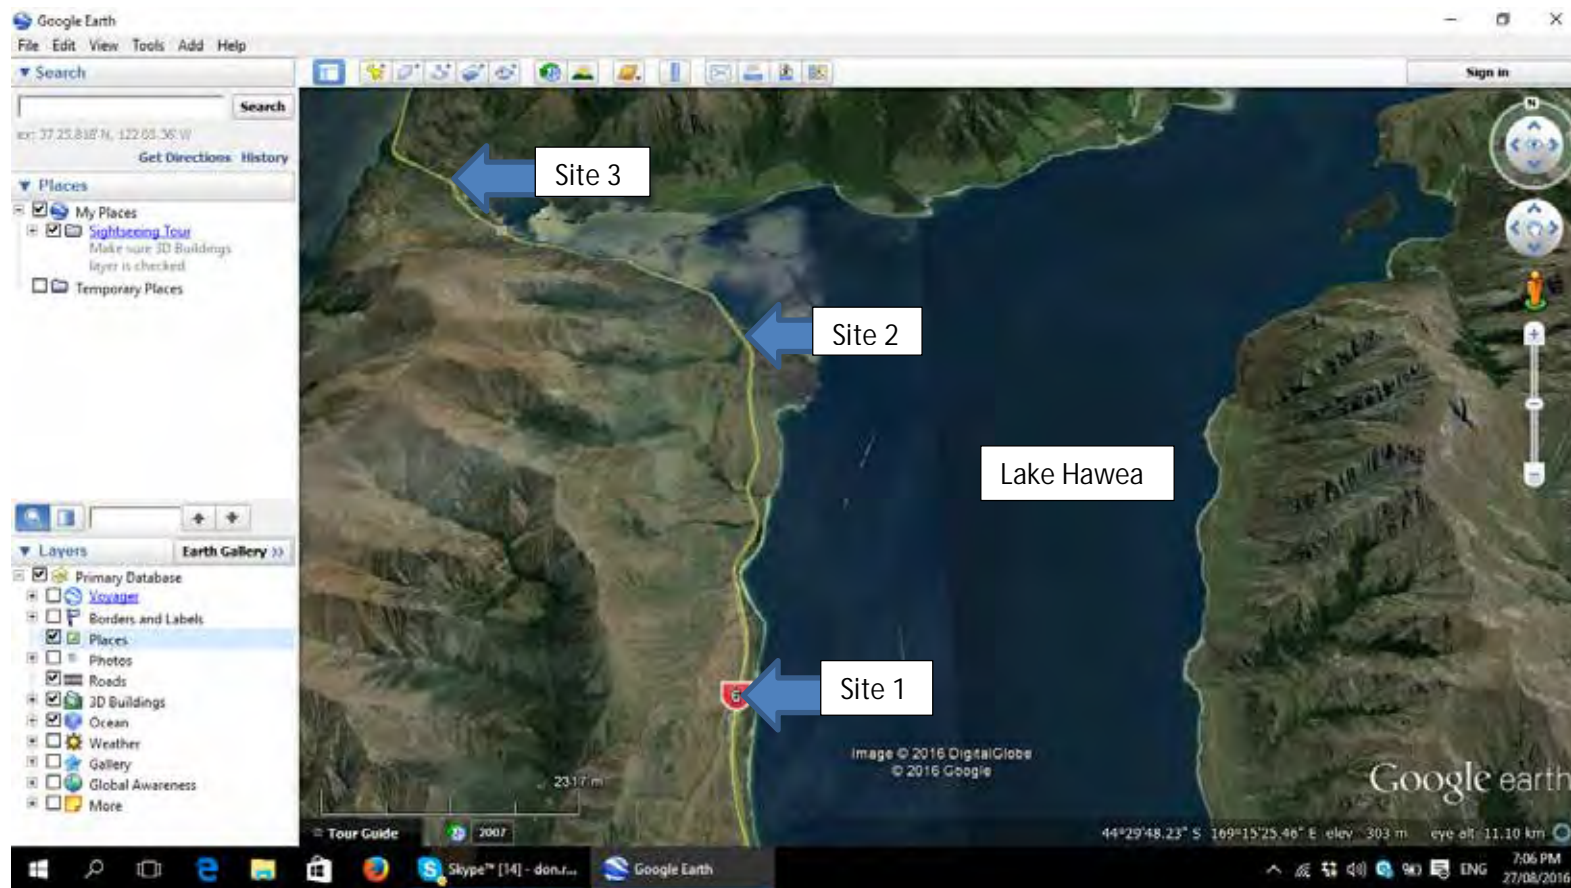 Google Earth
File Edit View Tools Add Help
Search
Sign in
Search
Get Directions History
Places
My Places
Sightseeing Tour
Make sure 3D Buildings
layer is checked
Temporary Places
Layers
Earth Gallery >>
Primary Database
Voyager
Borders and Labels
Places
Photos
Roads
3D Buildings
Ocean
Weather
Gallery
Global Awareness
More
N
Site 3
Site 2
Lake Hawea
Site 1
6
Image © 2016 DigitalGlobe
© 2016 Google
Google earth
2317 m
Tour Guide
2007
44°29'48.23" S 169°15'25.46" E elev 303 m eye alt 11.10 km
Skype™ [14] - don.r...
Google Earth
ENG
7:06 PM
27/08/2016